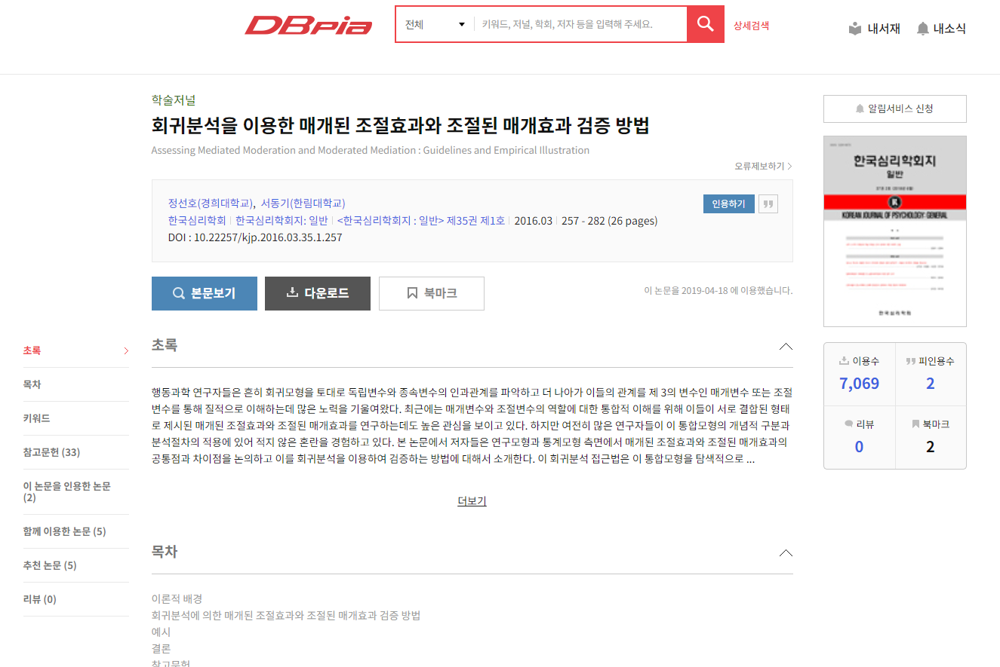 DBpia
전체
키워드, 저널, 학회, 저자 등을 입력해 주세요.
상세검색
내서재
내소식
학술저널
회귀분석을 이용한 매개된 조절효과와 조절된 매개효과 검증 방법
Assessing Mediated Moderation and Moderated Mediation : Guidelines and Empirical Illustration
오류제보하기
정선호(경희대학교), 서동기(한림대학교)
인용하기
한국심리학회 한국심리학회지: 일반 <한국심리학회지 : 일반> 제35권 제1호 2016.03 257 - 282 (26 pages)
DOI : 10.22257/kjp.2016.03.35.1.257
본문보기
다운로드
북마크
이 논문을 2019-04-18 에 이용했습니다.
알림서비스 신청
한국심리학회지
일반
KOREAN JOURNAL OF PSYCHOLOGY: GENERAL
한국심리학회
이용수
7,069
피인용수
2
리뷰
0
북마크
2
초록
목차
키워드
참고문헌 (33)
이 논문을 인용한 논문
(2)
함께 이용한 논문 (5)
추천 논문 (5)
리뷰 (0)
초록
행동과학 연구자들은 흔히 회귀모형을 토대로 독립변수와 종속변수의 인과관계를 파악하고 더 나아가 이들의 관계를 제 3의 변수인 매개변수 또는 조절
변수를 통해 질적으로 이해하는데 많은 노력을 기울여왔다. 최근에는 매개변수와 조절변수의 역할에 대한 통합적 이해를 위해 이들이 서로 결합된 형태
로 제시된 매개된 조절효과와 조절된 매개효과를 연구하는데도 높은 관심을 보이고 있다. 하지만 여전히 많은 연구자들이 이 통합모형의 개념적 구분과
분석절차의 적용에 있어 적지 않은 혼란을 경험하고 있다. 본 논문에서 저자들은 연구모형과 통계모형 측면에서 매개된 조절효과와 조절된 매개효과의
공통점과 차이점을 논의하고 이를 회귀분석을 이용하여 검증하는 방법에 대해서 소개한다. 이 회귀분석 접근법은 이 통합모형을 탐색적으로 ...
더보기
목차
이론적 배경
회귀분석에 의한 매개된 조절효과와 조절된 매개효과 검증 방법
예시
결론
참고문헌